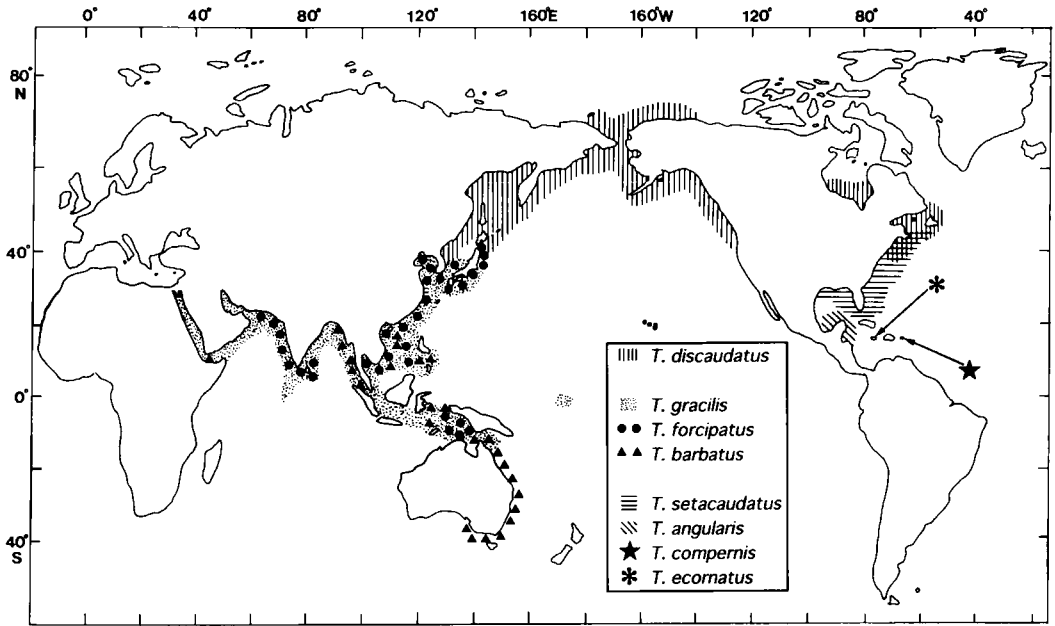 0° 40° 80° 120° 160°E 160°W 120° 80° 40°
80°
N
40°
0°
40°
S
T. discaudatus
T. gracilis
T. forcipatus
T. barbatus
T. setacaudatus
T. angularis
T. compernis
T. ecornatus